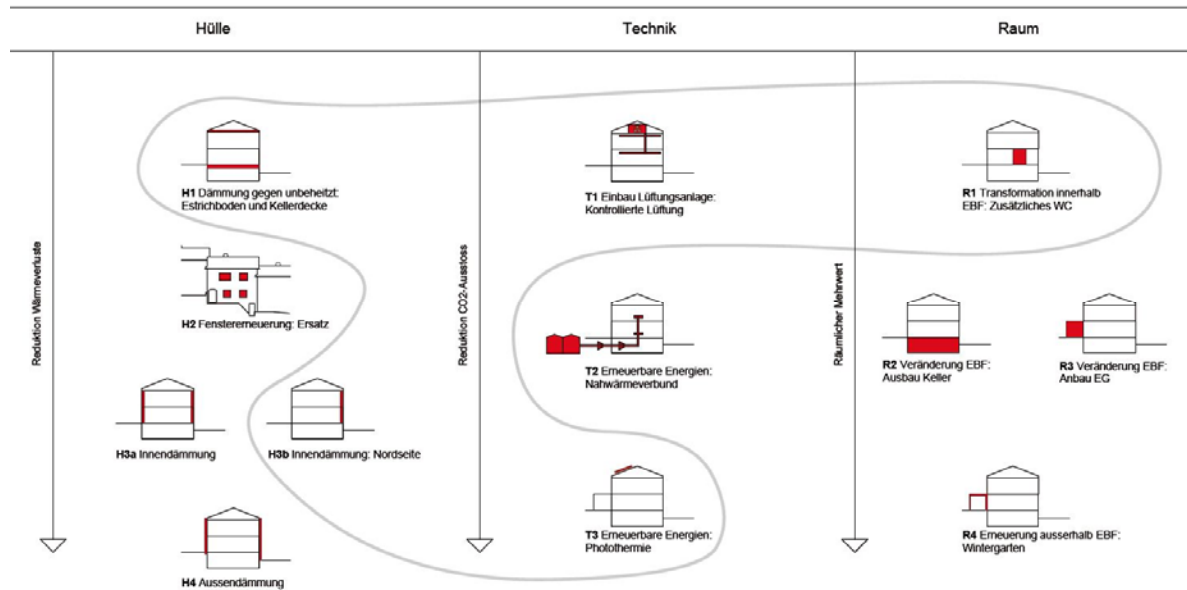 Hülle
Technik
Raum
Reduktion Wärmeverluste
H1 Dämmung gegen unbeheitzt:
Estrichboden und Kellerdecke
H2 Fenstererneuerung: Ersatz
H3a Innendämmung
H3b Innendämmung: Nordseite
H4 Aussendämmung
Reduktion CO2-Ausstoss
T1 Einbau Lüftungsanlage:
Kontrollierte Lüftung
T2 Erneuerbare Energien:
Nahwärmeverbund
T3 Erneuerbare Energien:
Photothermie
Räumlicher Mehrwert
R1 Transformation innerhalb
EBF: Zusätzliches WC
R2 Veränderung EBF:
Ausbau Keller
R3 Veränderung EBF:
Anbau EG
R4 Erneuerung ausserhalb EBF:
Wintergarten